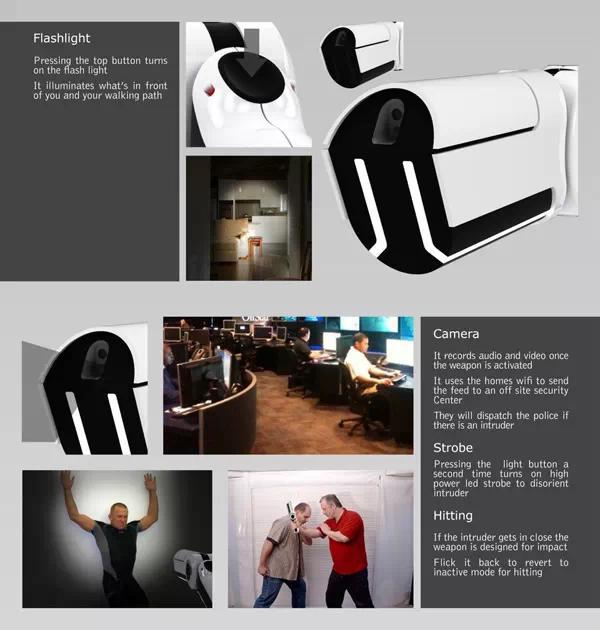 Flashlight
Pressing the top button turns
on the flash light
It illuminates what's in front
of you and your walking path
Camera
It records audio and video once
the weapon is activated
It uses the homes wifi to send
the feed to an off site security
Center
They will dispatch the police if
there is an intruder
Strobe
Pressing the light button a
second time turns on high
power led strobe to disorient
intruder
Hitting
If the intruder gets in close the
weapon is designed for impact
Flick it back to revert to
inactive mode for hitting